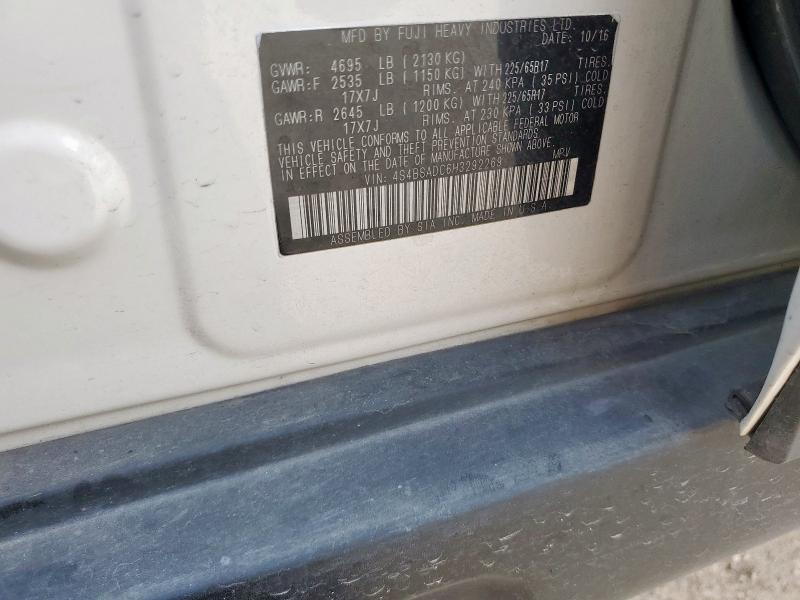 MFD BY FUJI HEAVY INDUSTRIES LTD.
DATE: 10/16
GVWR: 4695 LB (2130 KG)
GAWR:F 2535 LB (1150 KG) WITH 225/65R17 TIRES.
17X7J RIMS. AT 240 KPA (35 PSI) COLD
GAWR:R 2645 LB (1200 KG) WITH 225/65R17 TIRES.
17X7J RIMS. AT 230 KPA (33 PSI) COLD
THIS VEHICLE CONFORMS TO ALL APPLICABLE FEDERAL MOTOR
VEHICLE SAFETY AND THEFT PREVENTION STANDARDS
IN EFFECT ON THE DATE OF MANUFACTURE SHOWN ABOVE.
VIN: 4S4BSADC6H3292269 MPV
ASSEMBLED BY SIA INC. MADE IN U.S.A.